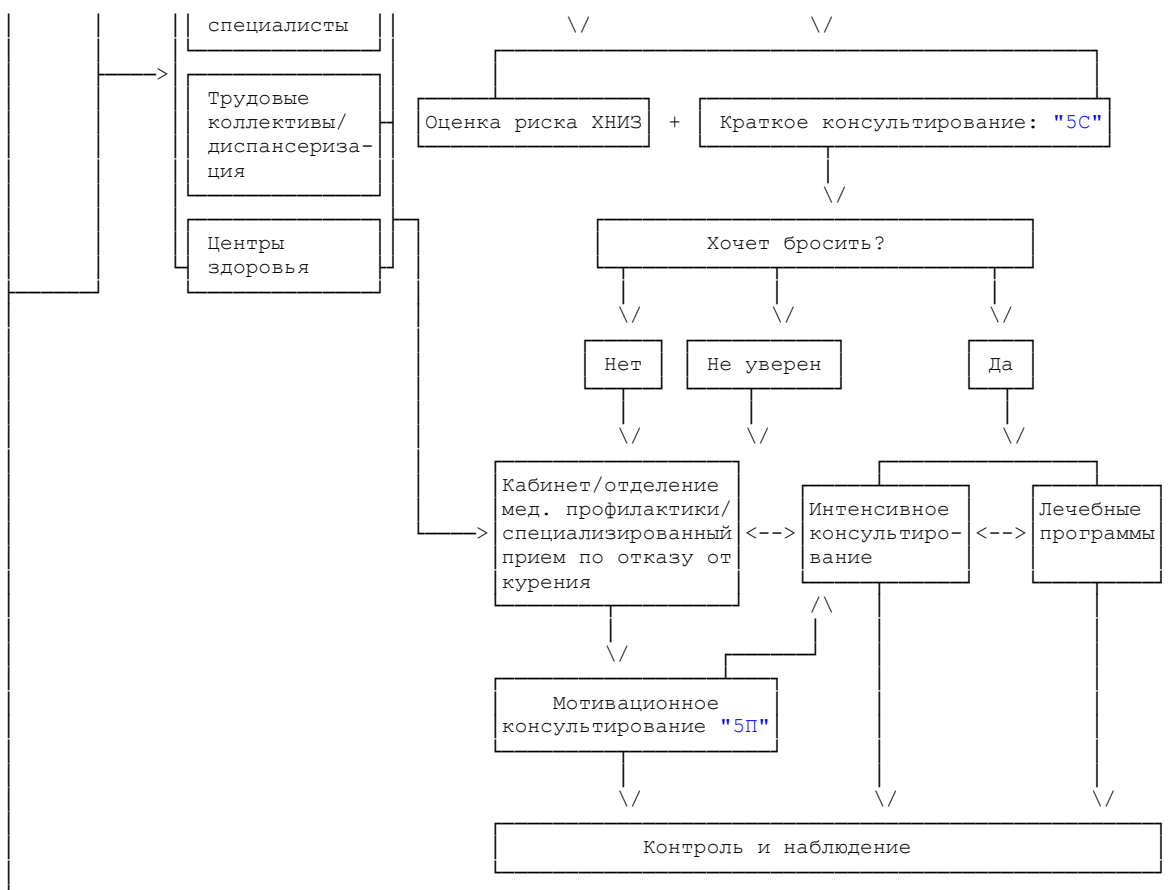 специалисты
Трудовые
коллективы/
диспансериза-
ция
Оценка риска ХНИЗ + Краткое консультирование: "5С"
Центры
здоровья
Хочет бросить?
Нет
Не уверен
Да
Кабинет/отделение
мед. профилактики/
специализированный
прием по отказу от
курения
Интенсивное
консультиро-
вание
Лечебные
программы
Мотивационное
консультирование "5П"
Контроль и наблюдение